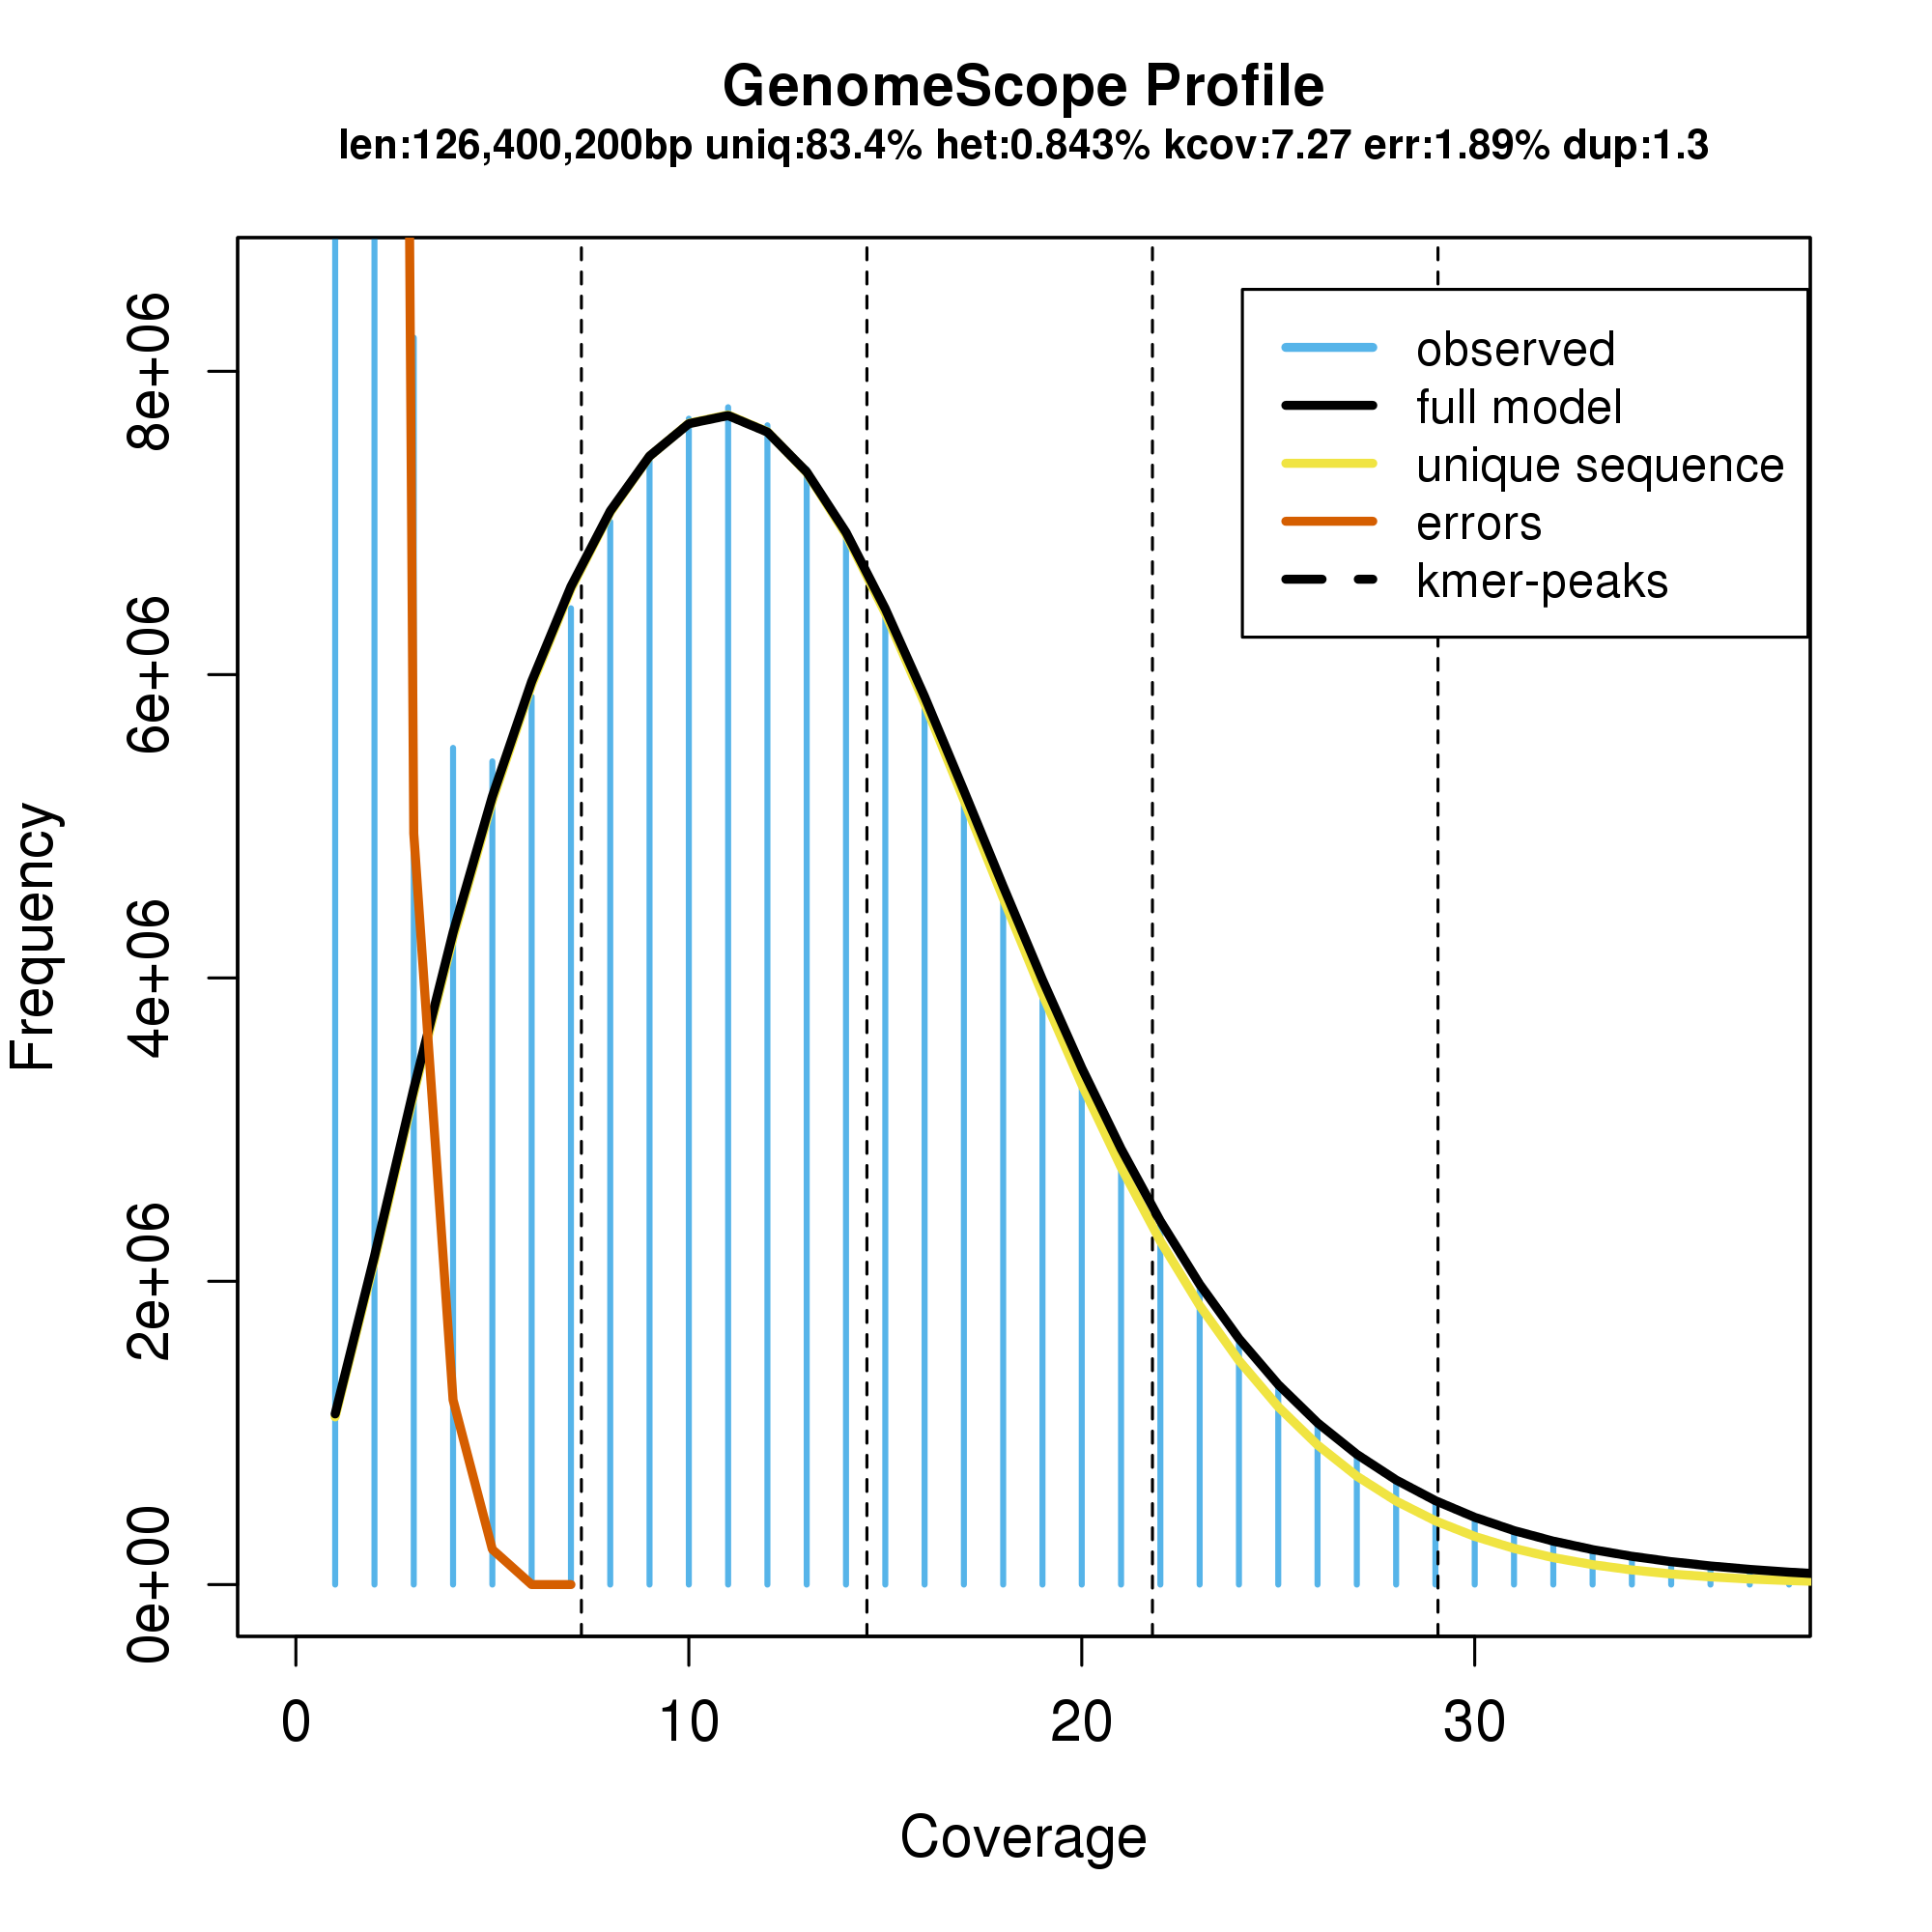 GenomeScope Profile
len:126,400,200bp uniq:83.4% het:0.843% kcov:7.27 err:1.89% dup:1.3
observed
full model
unique sequence
errors
kmer-peaks
Frequency
8e+06
6e+06
4e+06
2e+06
0e+00
0 10 20 30
Coverage